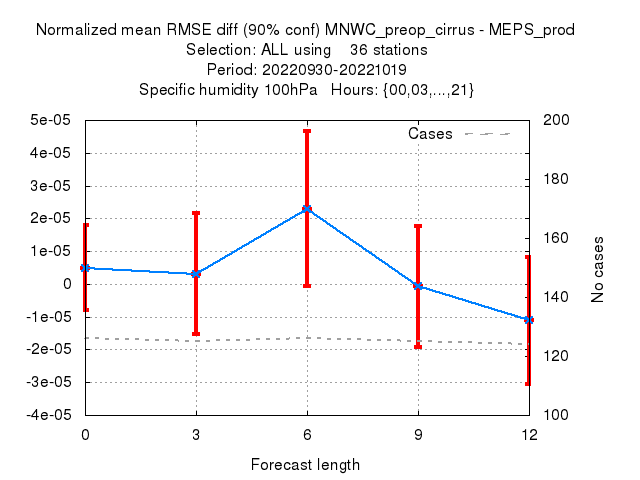 Normalized mean RMSE diff (90% conf) MNWC_preop_cirrus - MEPS_prod
Selection: ALL using 36 stations
Period: 20220930-20221019
Specific humidity 100hPa Hours: {00,03,...,21}
Cases
5e-05
4e-05
3e-05
2e-05
1e-05
0
-1e-05
-2e-05
-3e-05
-4e-05
200
180
160
140
120
100
No cases
0 3 6 9 12
Forecast length